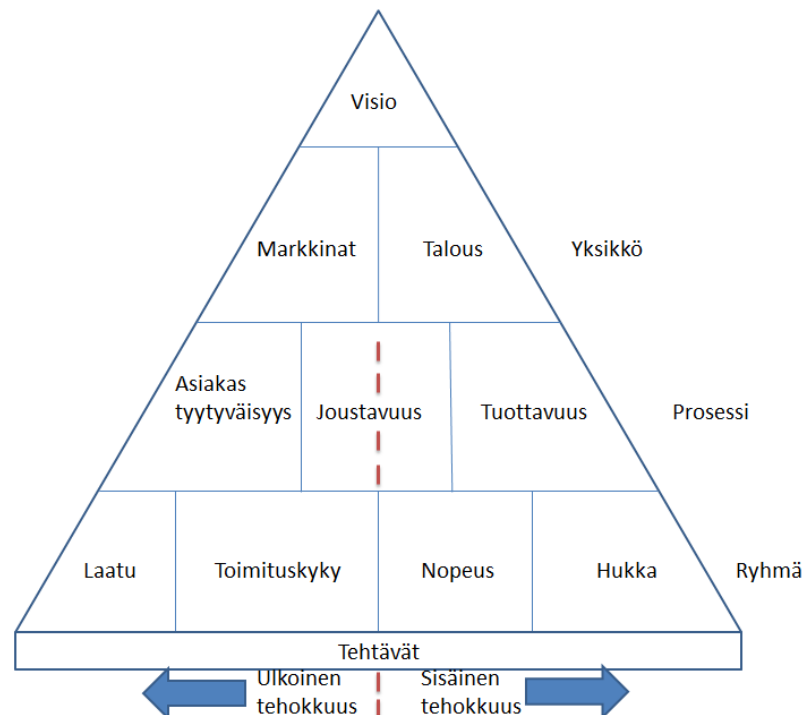 Visio
Markkinat
Talous
Yksikkö
Asiakas
tyytyväisyys
Joustavuus
Tuottavuus
Prosessi
Laatu
Toimituskyky
Nopeus
Hukka
Ryhmä
Tehtävät
Ulkoinen
tehokkuus
Sisäinen
tehokkuus